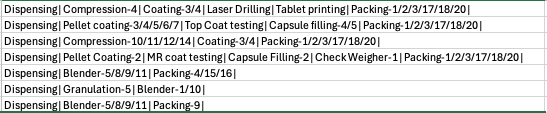 Dispensing|Compression-4|Coating-3/4|Laser Drilling|Tablet printing|Packing-1/2/3/17/18/20|
Dispensing|Pellet coating-3/4/5/6/7|Top Coat testing|Capsule filling-4/5|Packing-1/2/3/17/18/20|
Dispensing|Compression-10/11/12/14|Coating-3/4|Packing-1/2/3/17/18/20|
Dispensing|Pellet Coating-2|MR coat testing|Capsule Filling-2|Check Weigher-1|Packing-1/2/3/17/18/20|
Dispensing|Blender-5/8/9/11|Packing-4/15/16|
Dispensing|Granulation-5|Blender-1/10|
Dispensing|Blender-5/8/9/11|Packing-9|